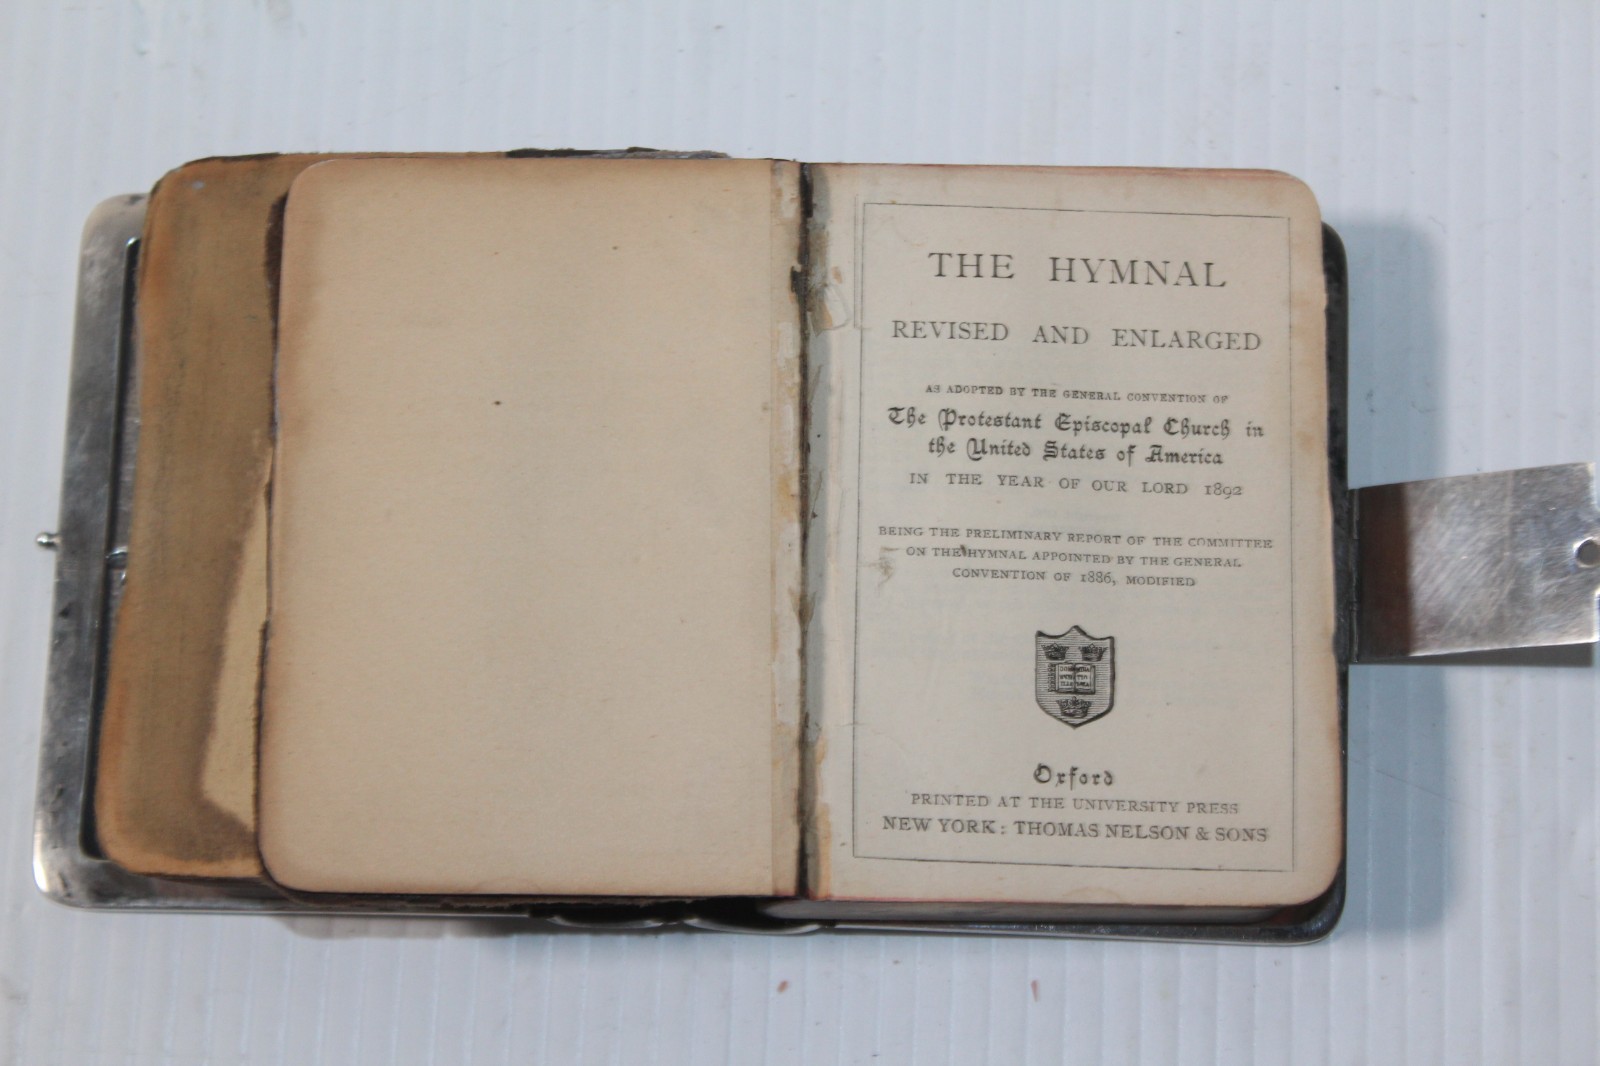 THE HYMNAL
REVISED AND ENLARGED
AS ADOPTED BY THE GENERAL CONVENTION OF
The Protestant Episcopal Church in
the United States of America
IN THE YEAR OF OUR LORD 1892
BEING THE PRELIMINARY REPORT OF THE COMMITTEE
ON THE HYMNAL APPOINTED BY THE GENERAL
CONVENTION OF 1886, MODIFIED
Oxford
PRINTED AT THE UNIVERSITY PRESS
NEW YORK: THOMAS NELSON & SONS